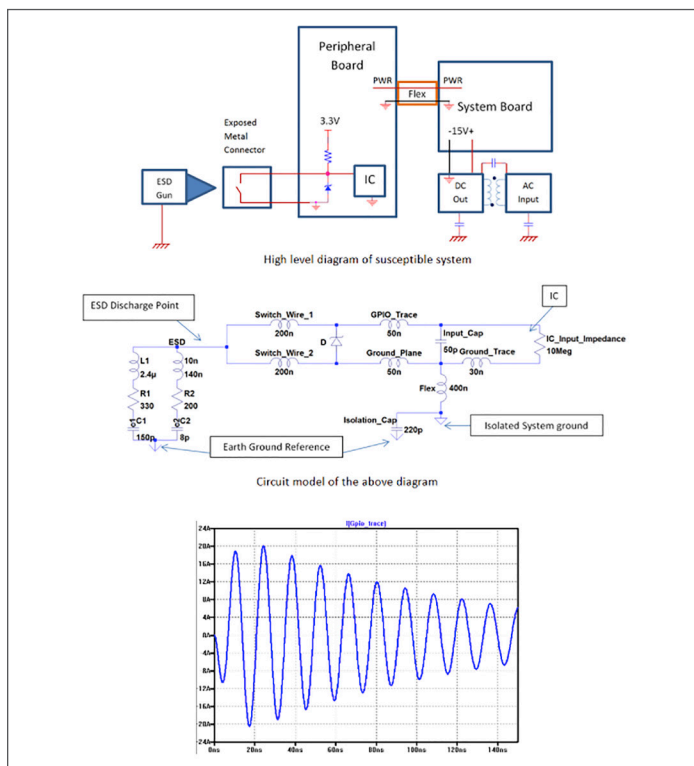 Peripheral
Board
PWR
PWR
Flex
System Board
Exposed
Metal
Connector
3.3V
-15V+
ESD
Gun
IC
DC
Out
AC
Input
High level diagram of susceptible system
ESD Discharge Point
IC
Switch_Wire_1
200n
GPIO_Trace
50n
ESD
D
Input_Cap
50p
IC_Input_Impedance
10Meg
Switch_Wire_2
200n
Ground_Plane
50n
Ground_Trace
30n
L1
2.4µ
10n
140n
Flex
400n
R1
330
R2
200
C1
150p
C2
8p
Isolation_Cap
220p
Earth Ground Reference
Isolated System ground
Circuit model of the above diagram
I(Gpio_trace)
24A
20A
16A
12A
8A
4A
0A
-4A
-8A
-12A
-16A
-20A
-24A
0ns
20ns
40ns
60ns
80ns
100ns
120ns
140ns